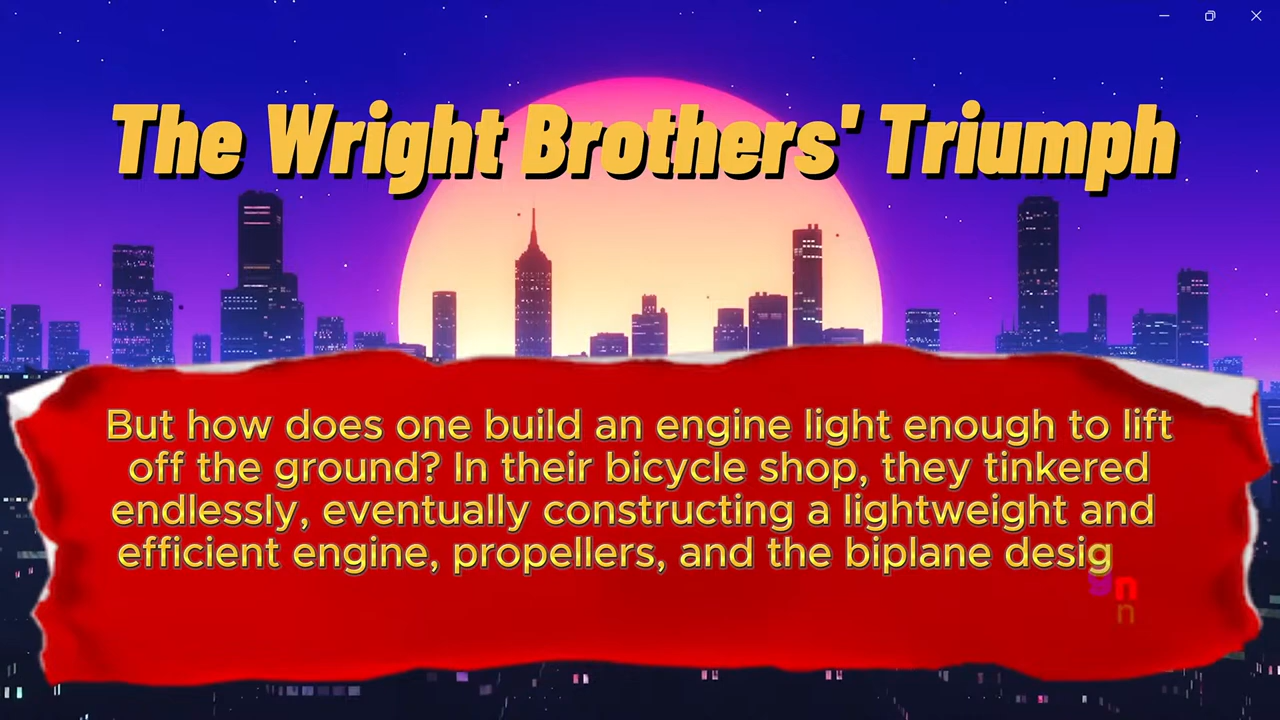 The Wright Brothers' Triumph
But how does one build an engine light enough to lift
off the ground? In their bicycle shop, they tinkered
endlessly, eventually constructing a lightweight and
efficient engine, propellers, and the biplane desig
n
n